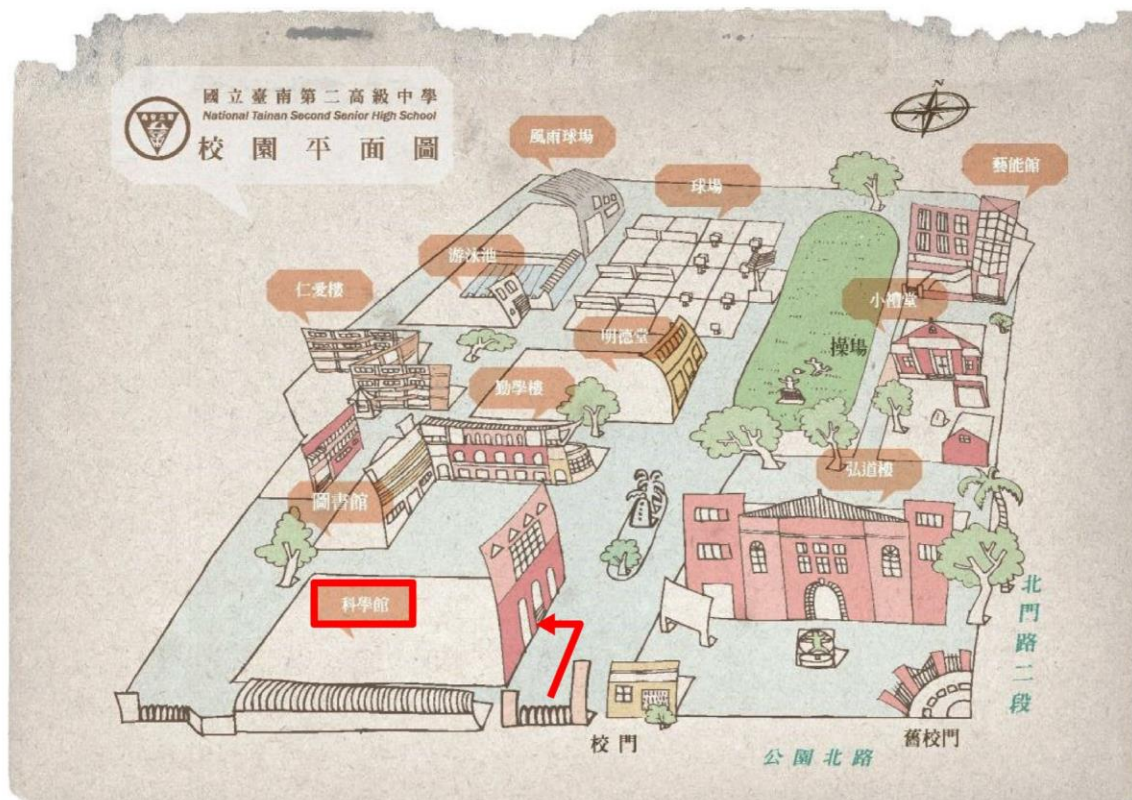 國立臺南第二高級中學
National Tainan Second Senior High School
校園平面圖
N
風雨球場
球場
藝能館
游泳池
仁愛樓
小禮堂
明德堂
操場
勤學樓
弘道樓
圖書館
科學館
北門路二段
校門
舊校門
公園北路